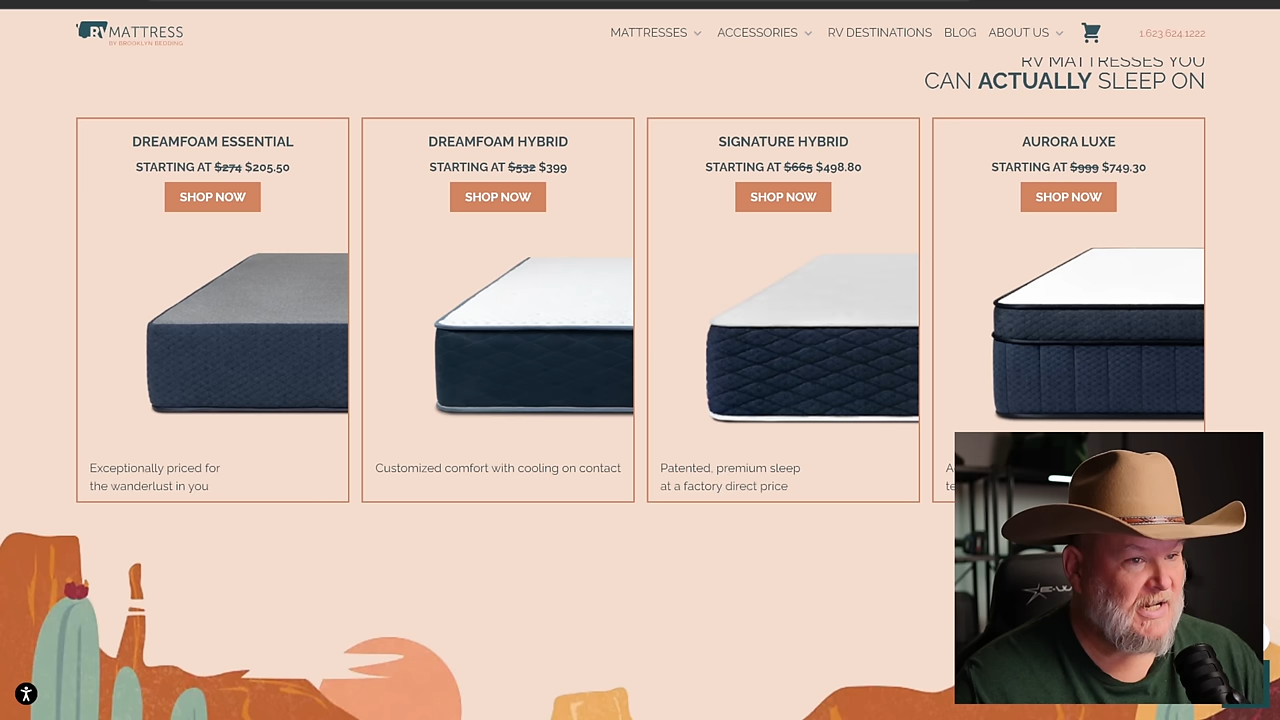 RV MATTRESS
BY BROOKLYN BEDDING
MATTRESSES
ACCESSORIES
RV DESTINATIONS
BLOG
ABOUT US
1.623.624.1222
RV MATTRESSES YOU
CAN ACTUALLY SLEEP ON
DREAMFOAM ESSENTIAL
STARTING AT $274 $205.50
SHOP NOW
Exceptionally priced for
the wanderlust in you
DREAMFOAM HYBRID
STARTING AT $532 $399
SHOP NOW
Customized comfort with cooling on contact
SIGNATURE HYBRID
STARTING AT $665 $498.80
SHOP NOW
Patented, premium sleep
at a factory direct price
AURORA LUXE
STARTING AT $999 $749.30
SHOP NOW